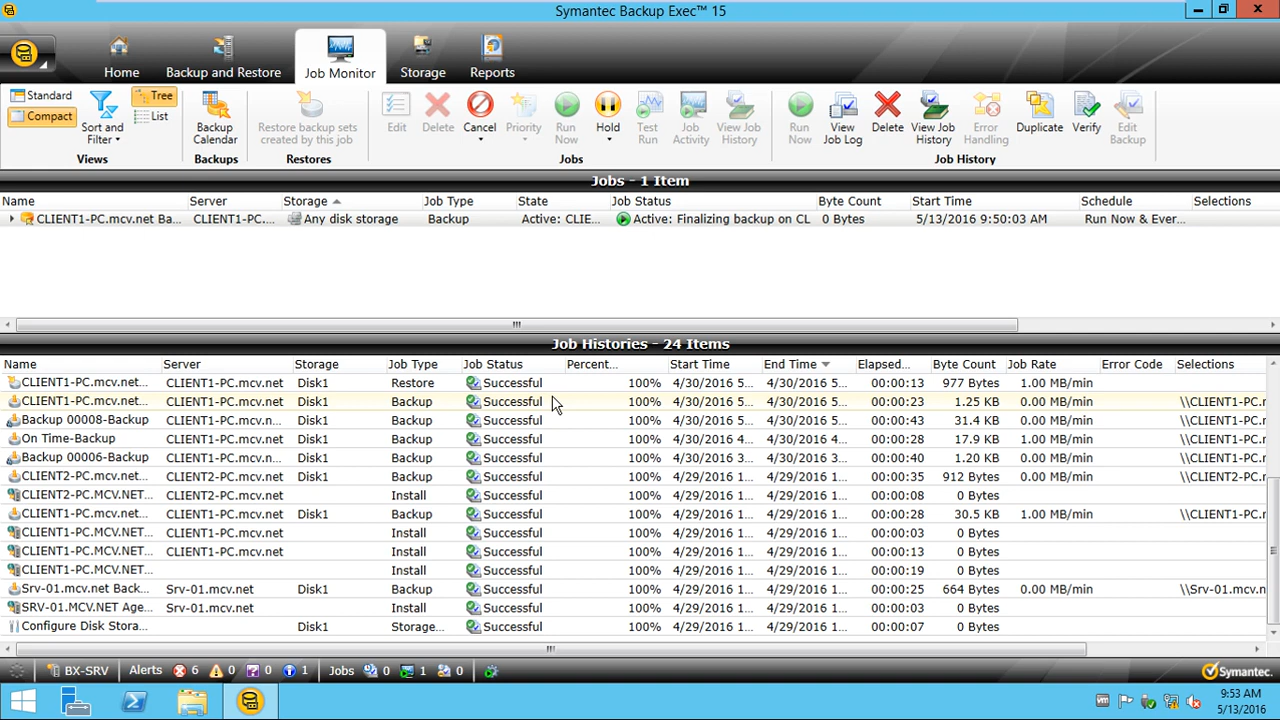 Symantec Backup Exec™ 15
Home Backup and Restore Job Monitor Storage Reports
Standard
Compact
Sort and Filter
Tree
List
Views
Backup Calendar
Backups
Restore backup sets created by this job
Restores
Edit Delete Cancel Priority Run Now Hold Test Run Job Activity View Job History
Jobs
Run Now View Job Log Delete View Job History Error Handling Duplicate Verify Edit Backup
Job History
Jobs - 1 Item
Name Server Storage Job Type State Job Status Byte Count Start Time Schedule Selections
CLIENT1-PC.mcv.net Ba... CLIENT1-PC.... Any disk storage Backup Active: CLIE... Active: Finalizing backup on CL 0 Bytes 5/13/2016 9:50:03 AM Run Now & Ever...
Job Histories - 24 Items
Name Server Storage Job Type Job Status Percent... Start Time End Time Elapsed... Byte Count Job Rate Error Code Selections
CLIENT1-PC.mcv.net... CLIENT1-PC.mcv.net Disk1 Restore Successful 100% 4/30/2016 5... 4/30/2016 5... 00:00:13 977 Bytes 1.00 MB/min
CLIENT1-PC.mcv.net... CLIENT1-PC.mcv.net Disk1 Backup Successful 100% 4/30/2016 5... 4/30/2016 5... 00:00:23 1.25 KB 0.00 MB/min \\CLIENT1-PC.r
Backup 00008-Backup CLIENT1-PC.mcv.n... Disk1 Backup Successful 100% 4/30/2016 5... 4/30/2016 5... 00:00:43 31.4 KB 0.00 MB/min \\CLIENT1-PC.r
On Time-Backup CLIENT1-PC.mcv.net Disk1 Backup Successful 100% 4/30/2016 4... 4/30/2016 4... 00:00:28 17.9 KB 1.00 MB/min \\CLIENT1-PC.r
Backup 00006-Backup CLIENT1-PC.mcv.n... Disk1 Backup Successful 100% 4/30/2016 3... 4/30/2016 3... 00:00:40 1.20 KB 0.00 MB/min \\CLIENT1-PC.r
CLIENT2-PC.mcv.net... CLIENT2-PC.mcv.net Disk1 Backup Successful 100% 4/29/2016 1... 4/29/2016 1... 00:00:35 912 Bytes 0.00 MB/min \\CLIENT2-PC.r
CLIENT2-PC.MCV.NET... CLIENT2-PC.mcv.net Install Successful 100% 4/29/2016 1... 4/29/2016 1... 00:00:08 0 Bytes
CLIENT1-PC.mcv.net... CLIENT1-PC.mcv.net Disk1 Backup Successful 100% 4/29/2016 1... 4/29/2016 1... 00:00:28 30.5 KB 1.00 MB/min \\CLIENT1-PC.r
CLIENT1-PC.MCV.NET... CLIENT1-PC.mcv.net Install Successful 100% 4/29/2016 1... 4/29/2016 1... 00:00:03 0 Bytes
CLIENT1-PC.MCV.NET... CLIENT1-PC.mcv.net Install Successful 100% 4/29/2016 1... 4/29/2016 1... 00:00:13 0 Bytes
CLIENT1-PC.MCV.NET... Install Successful 100% 4/29/2016 1... 4/29/2016 1... 00:00:19 0 Bytes
Srv-01.mcv.net Back... Srv-01.mcv.net Disk1 Backup Successful 100% 4/29/2016 1... 4/29/2016 1... 00:00:25 664 Bytes 0.00 MB/min \\Srv-01.mcv.n
SRV-01.MCV.NET Age... Srv-01.mcv.net Install Successful 100% 4/29/2016 1... 4/29/2016 1... 00:00:03 0 Bytes
Configure Disk Stora... Disk1 Storage... Successful 100% 4/29/2016 1... 4/29/2016 1... 00:00:07 0 Bytes
BX-SRV Alerts 6 0 0 1 Jobs 0 1 0 Symantec.
9:53 AM
5/13/2016